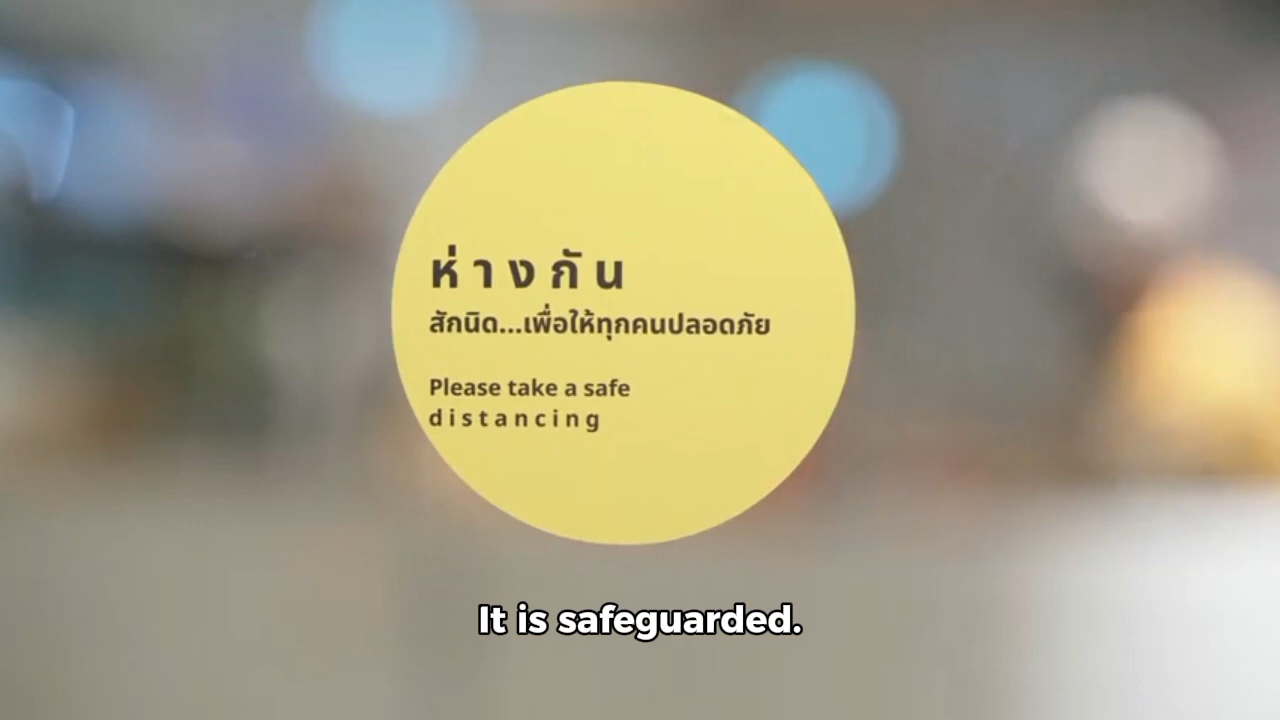 ห่างกัน
สักนิด...เพื่อให้ทุกคนปลอดภัย
Please take a safe
distancing
It is safeguarded.